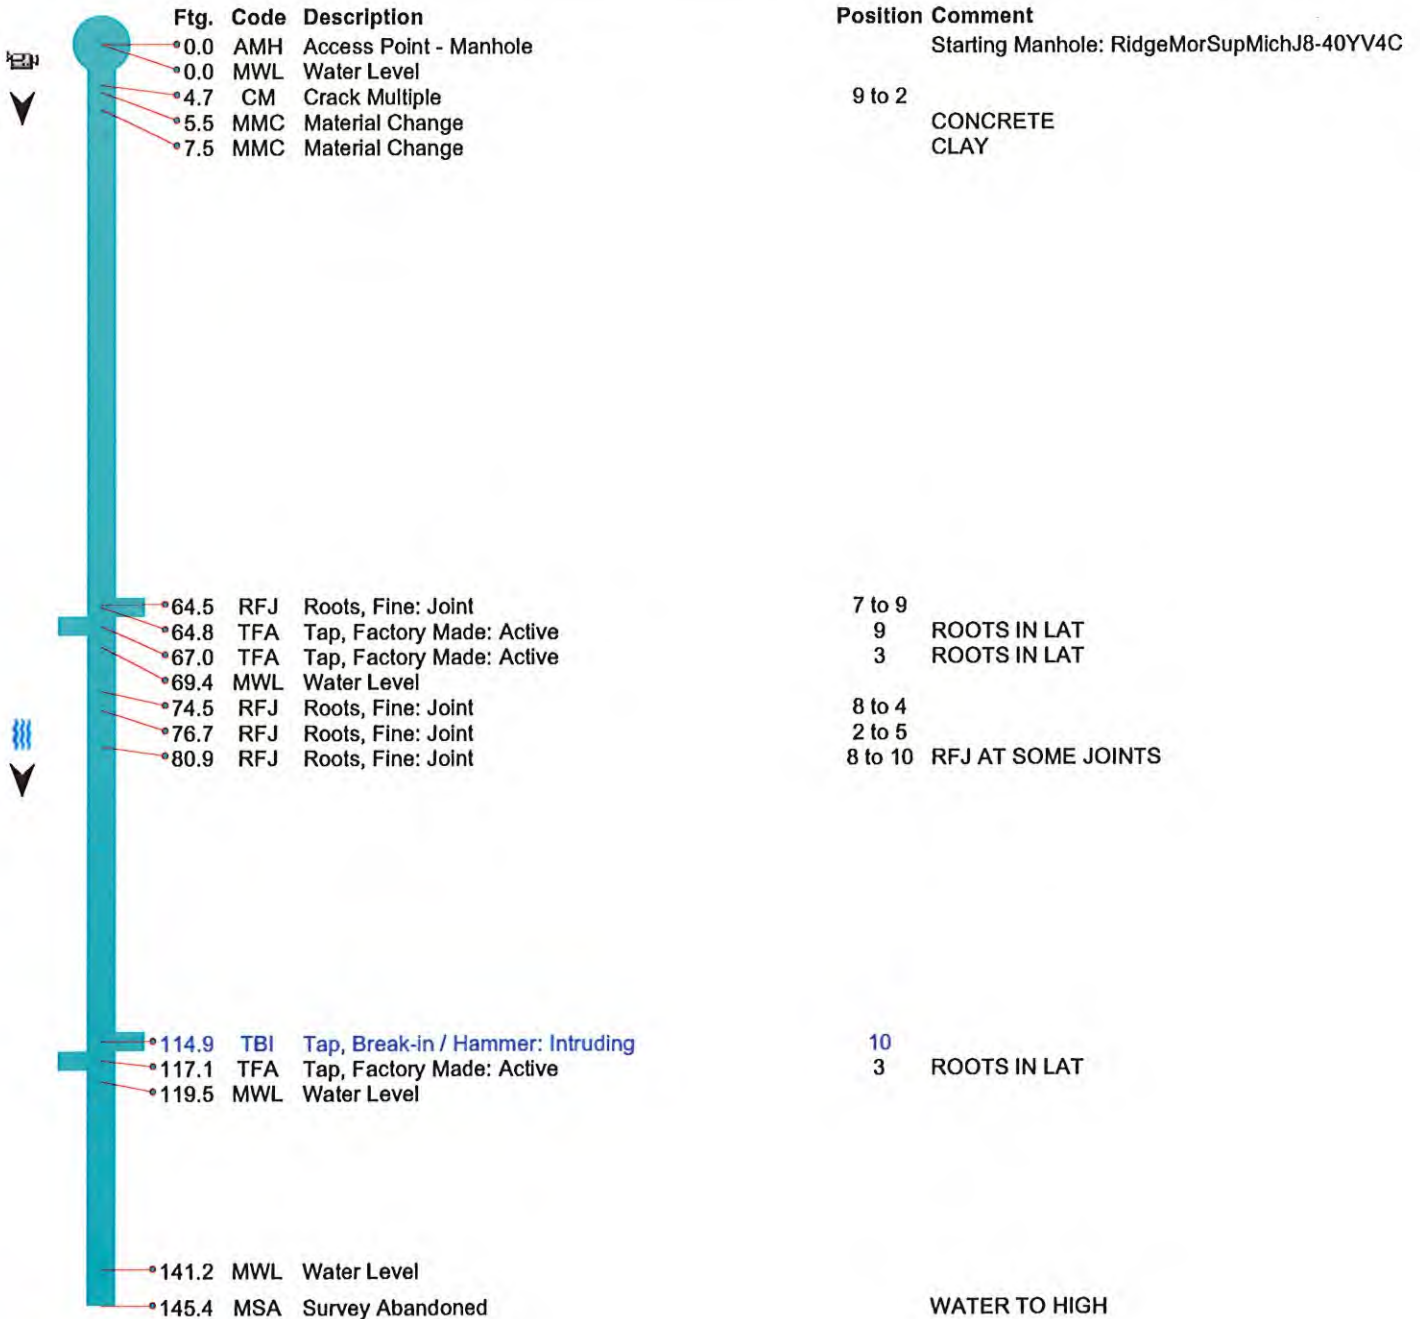 Ftg. Code Description Position Comment
0.0 AMH Access Point - Manhole Starting Manhole: RidgeMorSupMichJ8-40YV4C
0.0 MWL Water Level
4.7 CM Crack Multiple 9 to 2
5.5 MMC Material Change CONCRETE
7.5 MMC Material Change CLAY
64.5 RFJ Roots, Fine: Joint 7 to 9
64.8 TFA Tap, Factory Made: Active 9 ROOTS IN LAT
67.0 TFA Tap, Factory Made: Active 3 ROOTS IN LAT
69.4 MWL Water Level
74.5 RFJ Roots, Fine: Joint 8 to 4
76.7 RFJ Roots, Fine: Joint 2 to 5
80.9 RFJ Roots, Fine: Joint 8 to 10 RFJ AT SOME JOINTS
114.9 TBI Tap, Break-in / Hammer: Intruding 10
117.1 TFA Tap, Factory Made: Active 3 ROOTS IN LAT
119.5 MWL Water Level
141.2 MWL Water Level
145.4 MSA Survey Abandoned WATER TO HIGH